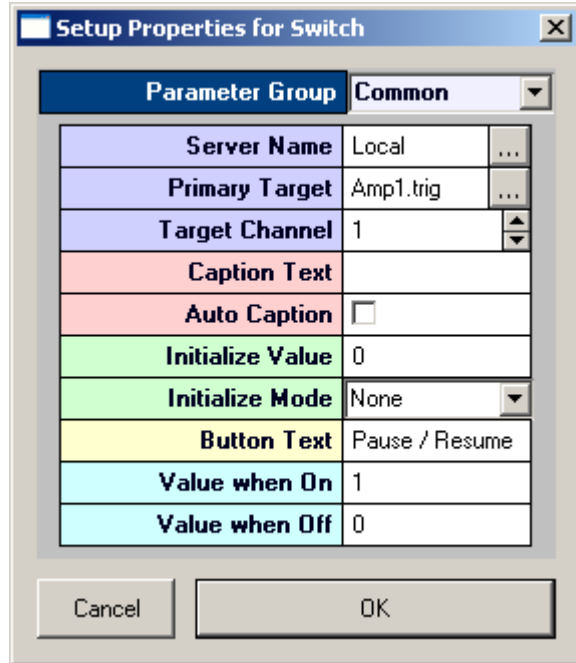 Setup Properties for Switch
Parameter Group Common
Server Name Local ...
Primary Target Amp1.trig ...
Target Channel 1
Caption Text
Auto Caption
Initialize Value 0
Initialize Mode None
Button Text Pause / Resume
Value when On 1
Value when Off 0
Cancel OK